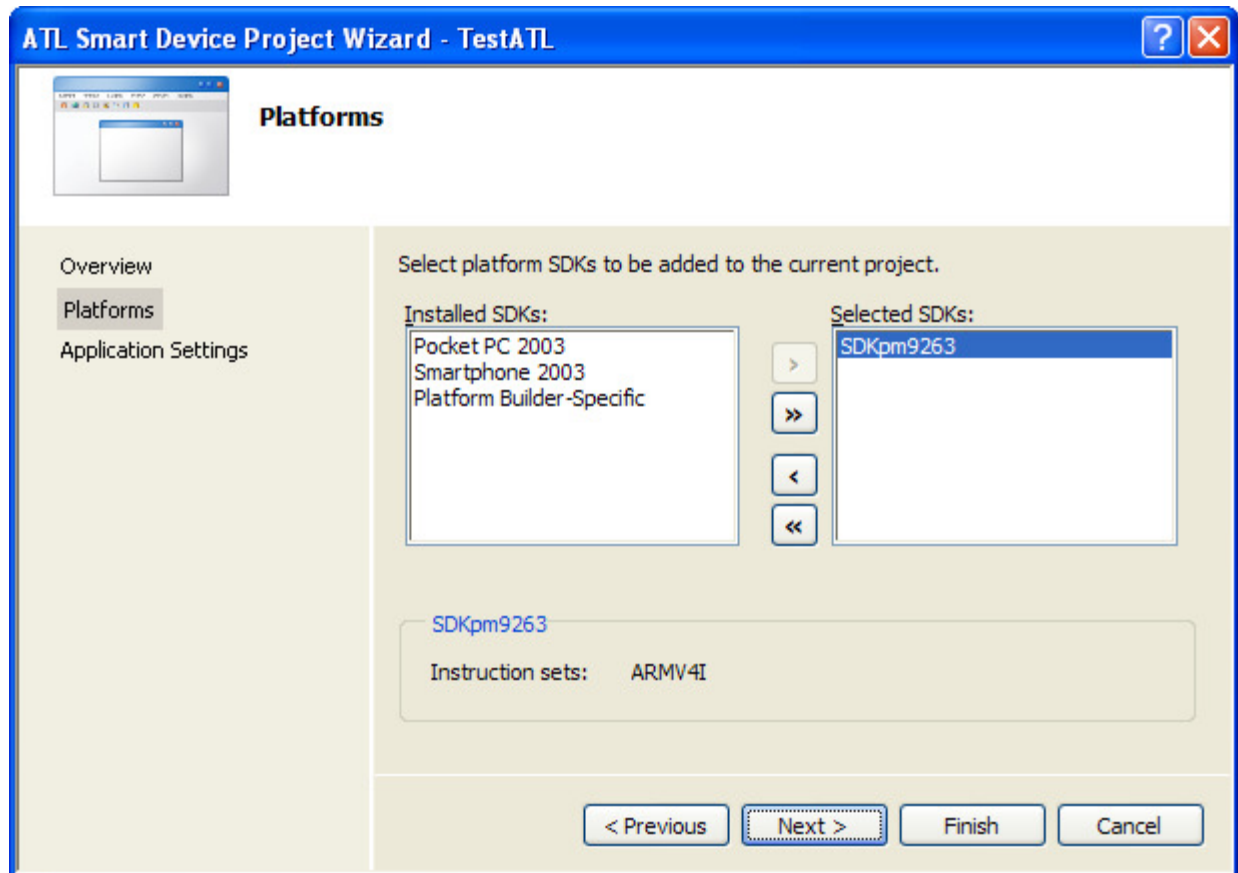 ATL Smart Device Project Wizard - TestATL
Platforms
Overview
Platforms
Application Settings
Select platform SDKs to be added to the current project.
Installed SDKs:
Pocket PC 2003
Smartphone 2003
Platform Builder-Specific
>
>>
<
<<
Selected SDKs:
SDKpm9263
SDKpm9263
Instruction sets: ARMV4I
< Previous Next > Finish Cancel